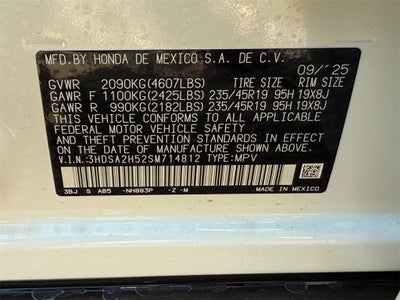 MFD.BY HONDA DE MEXICO S.A. DE C.V. 09/'25
GVWR 2090KG(4607LBS) TIRE SIZE RIM SIZE
GAWR F 1100KG(2425LBS) 235/45R19 95H 19X8J
GAWR R 990KG(2182LBS) 235/45R19 95H 19X8J
THIS VEHICLE CONFORMS TO ALL APPLICABLE
FEDERAL MOTOR VEHICLE SAFETY, BUMPER,
AND THEFT PREVENTION STANDARDS IN EFFECT
ON THE DATE OF MANUFACTURE SHOWN ABOVE.
V.I.N:3HDSA2H52SM714812 TYPE:MPV
3BJ S AB5 -NH883P -Z -M MADE IN MEXICO